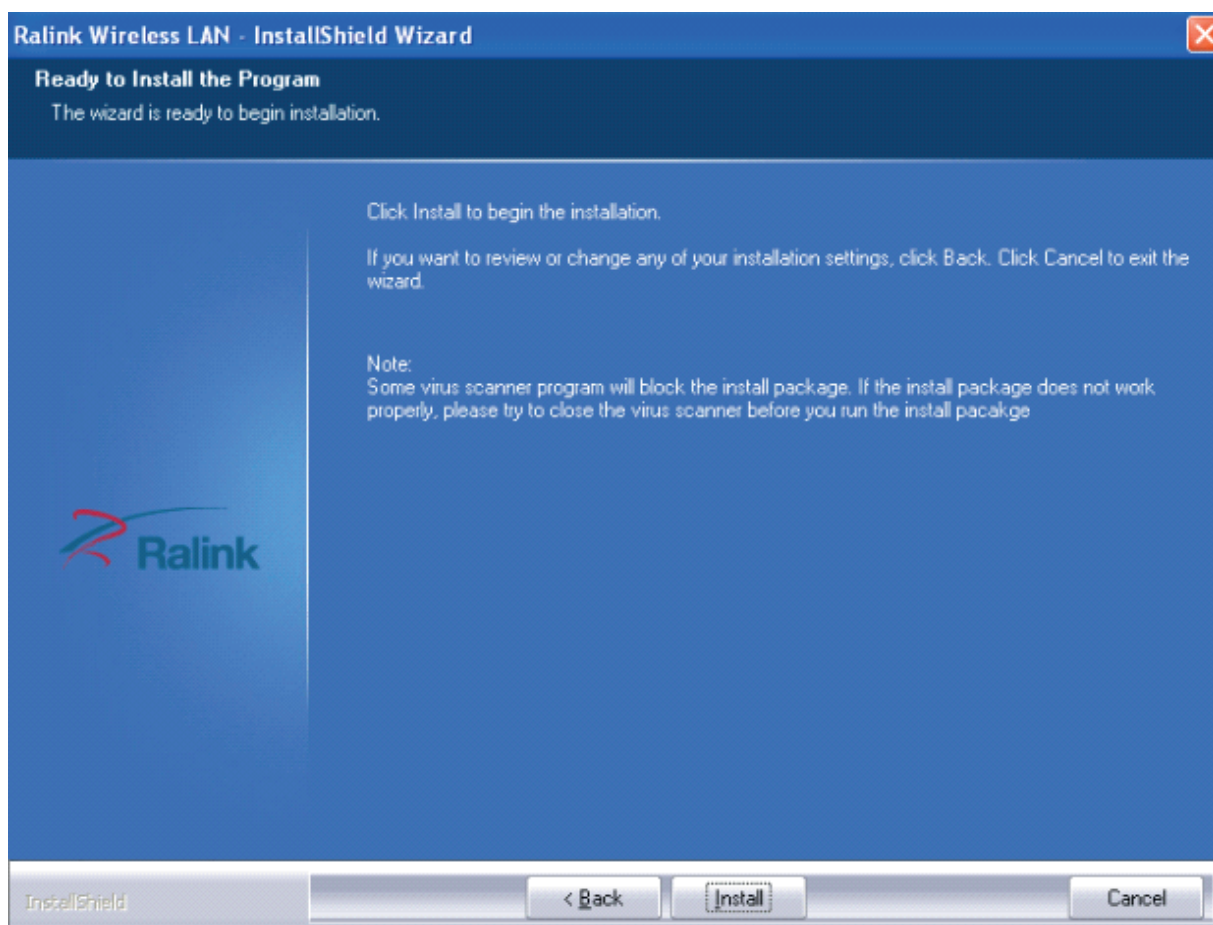 Ralink Wireless LAN - InstallShield Wizard
Ready to Install the Program
The wizard is ready to begin installation.
Click Install to begin the installation.
If you want to review or change any of your installation settings, click Back. Click Cancel to exit the
wizard.
Note:
Some virus scanner program will block the install package. If the install package does not work
properly, please try to close the virus scanner before you run the install pacakge
Ralink
InstallShield
< Back
Install
Cancel